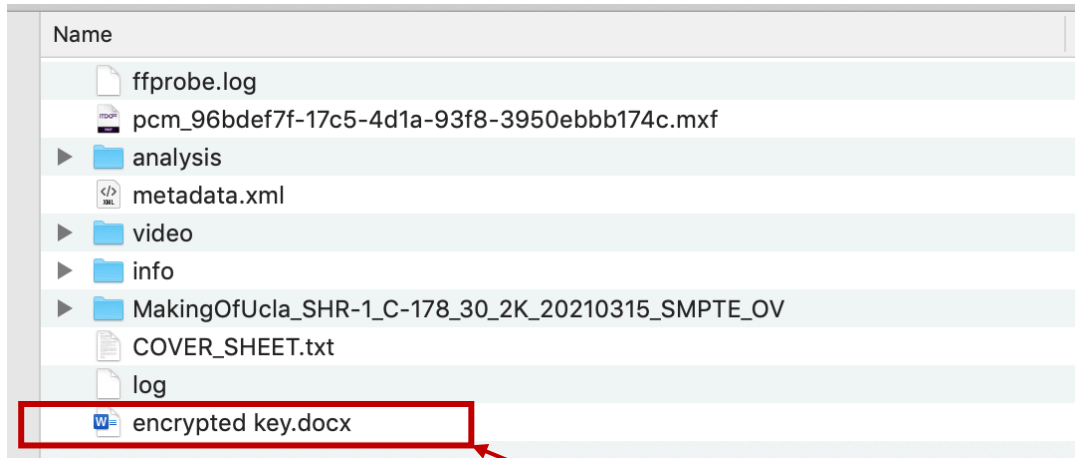 Name
ffprobe.log
pcm_96bdef7f-17c5-4d1a-93f8-3950ebbb174c.mxf
analysis
metadata.xml
video
info
MakingOfUcla_SHR-1_C-178_30_2K_20210315_SMPTE_OV
COVER_SHEET.txt
log
encrypted key.docx